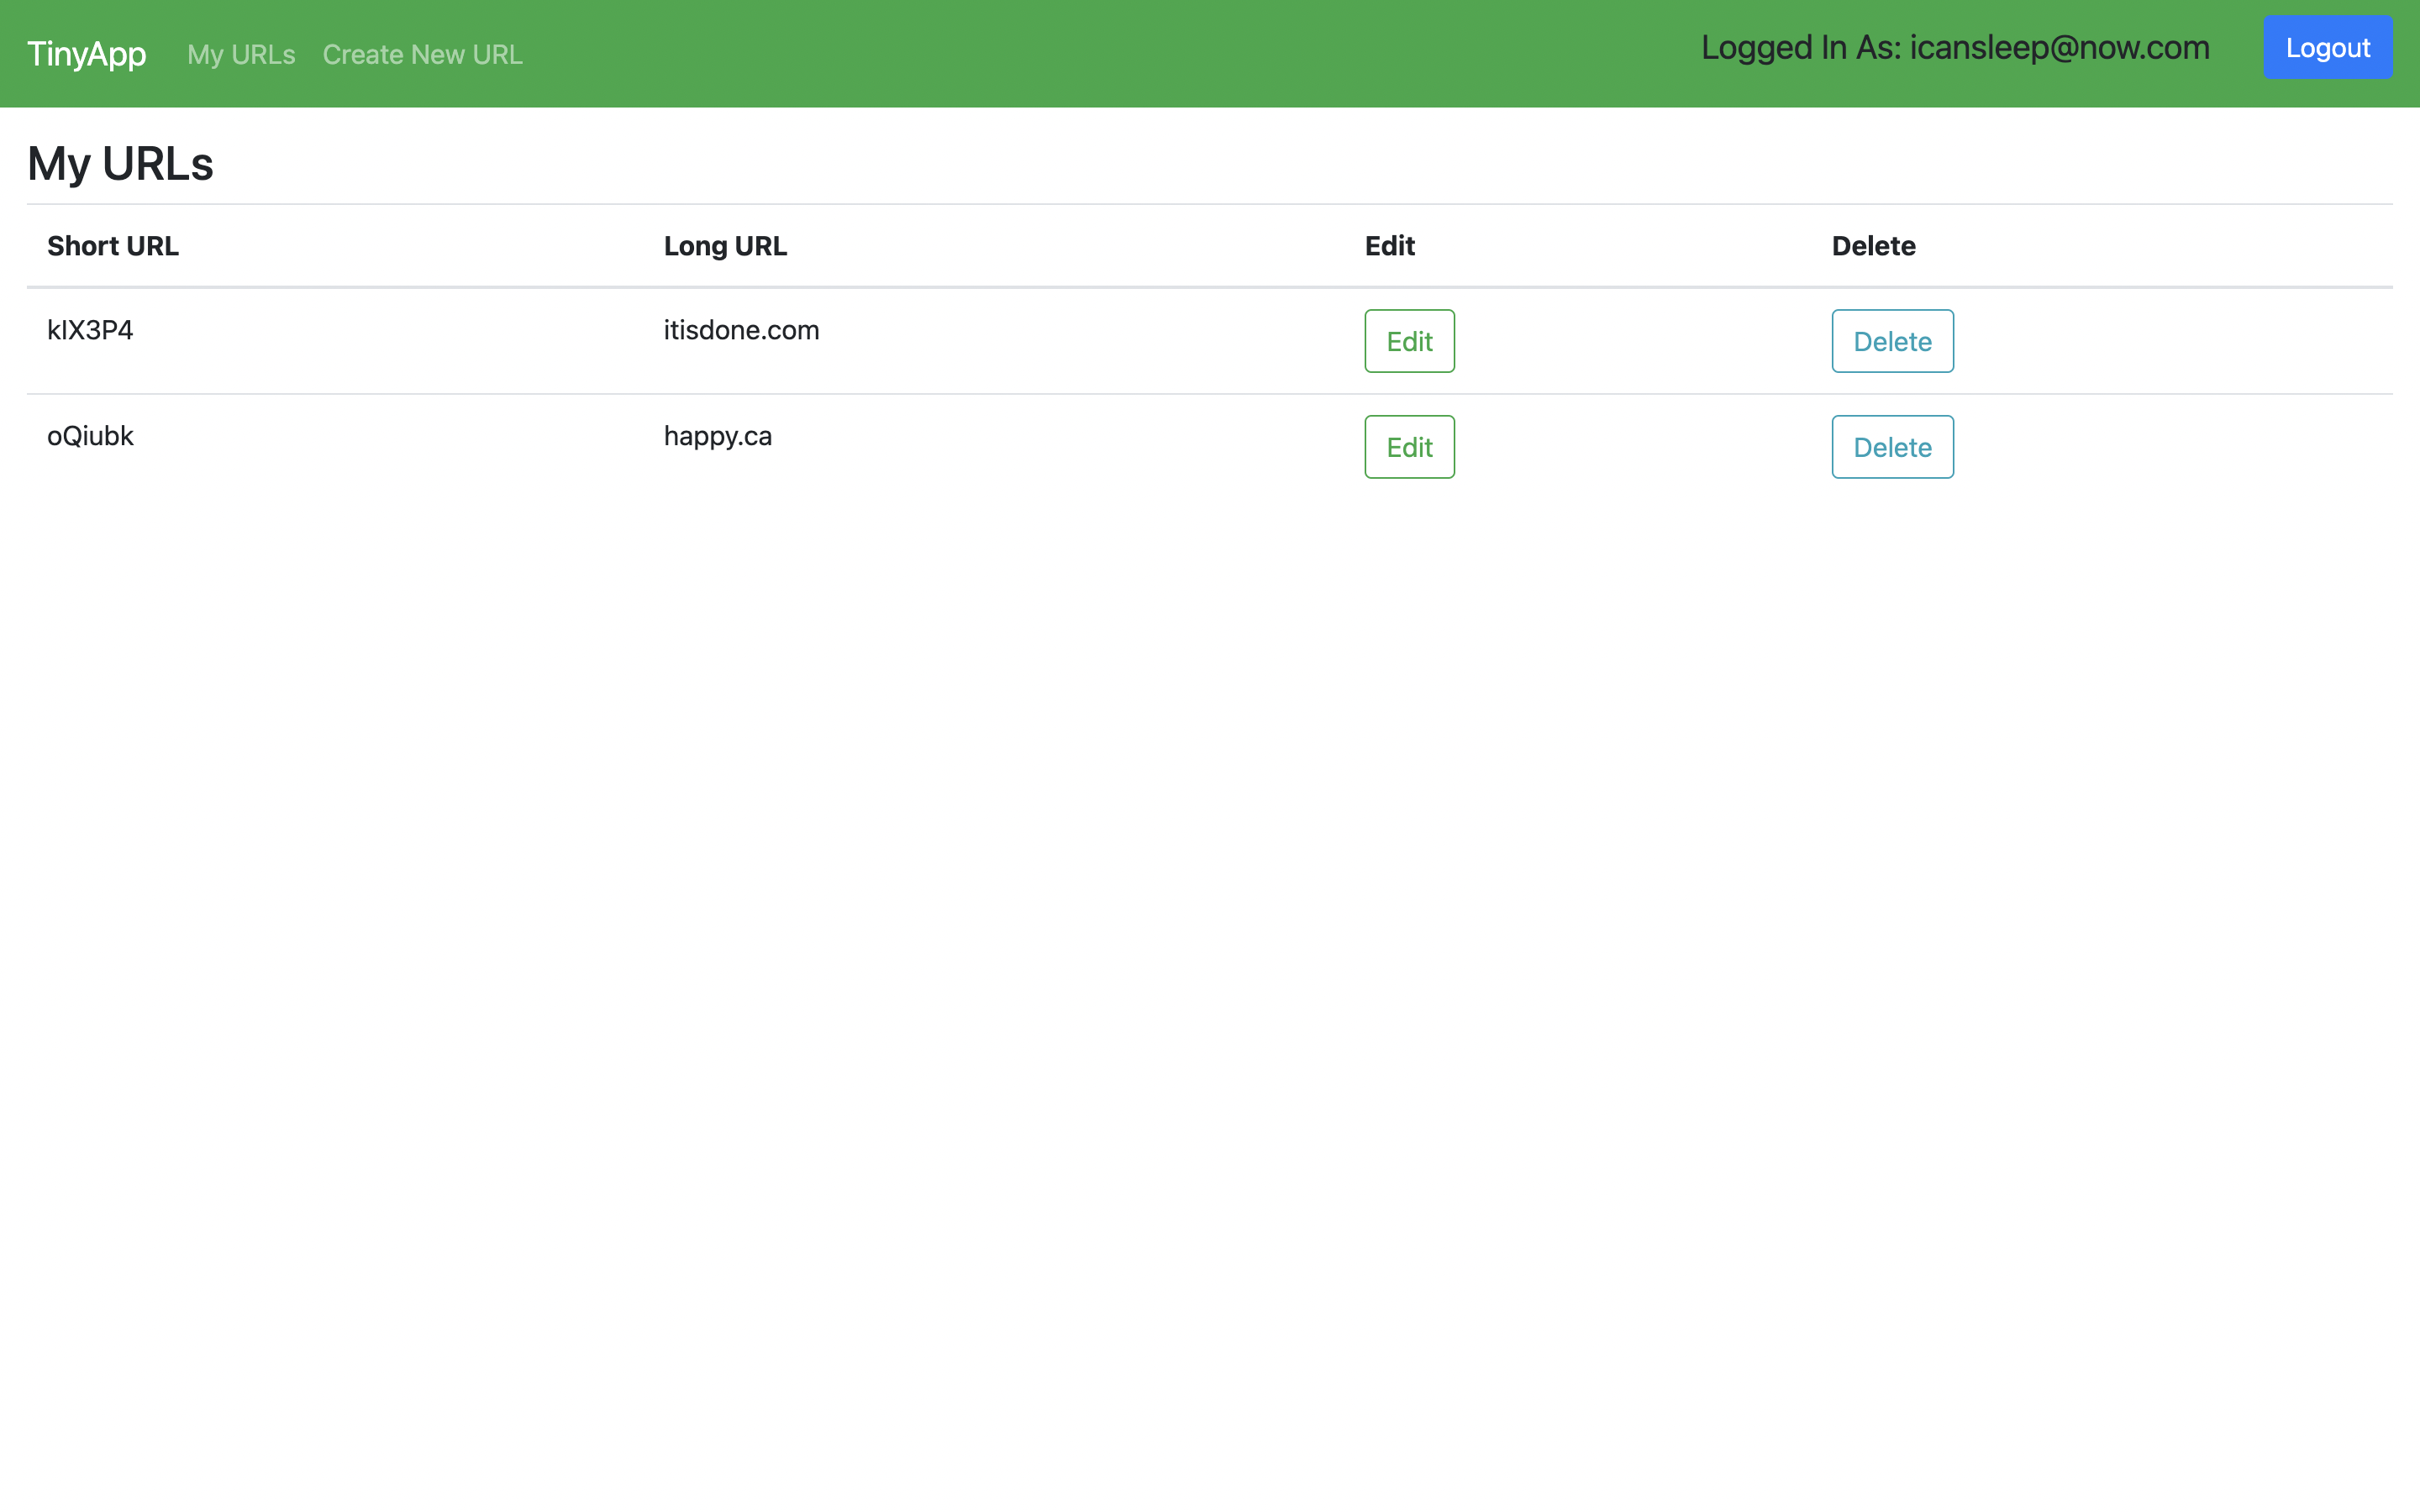 TinyApp My URLs Create New URL Logged In As: icansleep@now.com Logout
My URLs
Short URL Long URL Edit Delete
kIX3P4 itisdone.com Edit Delete
oQiubk happy.ca Edit Delete